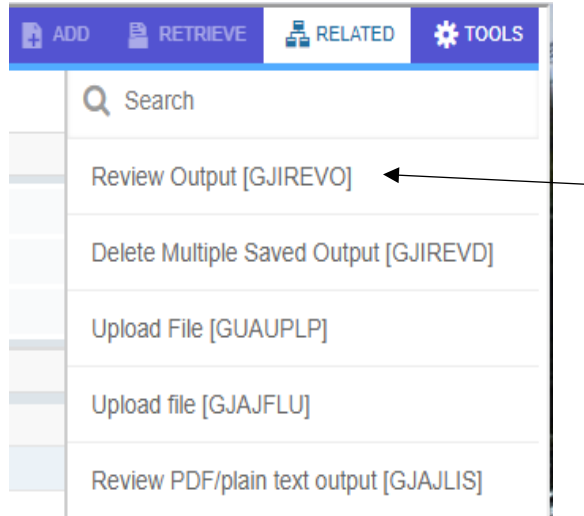 ADD RETRIEVE RELATED TOOLS
Search
Review Output [GJIREVO]
Delete Multiple Saved Output [GJIREVD]
Upload File [GUAUPLP]
Upload file [GJAJFLU]
Review PDF/plain text output [GJAJLIS]